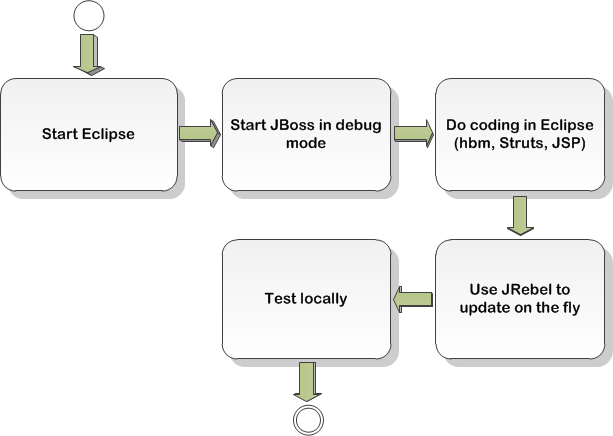 Start Eclipse
Start JBoss in debug
mode
Do coding in Eclipse
(hbm, Struts, JSP)
Use JRebel to
update on the fly
Test locally